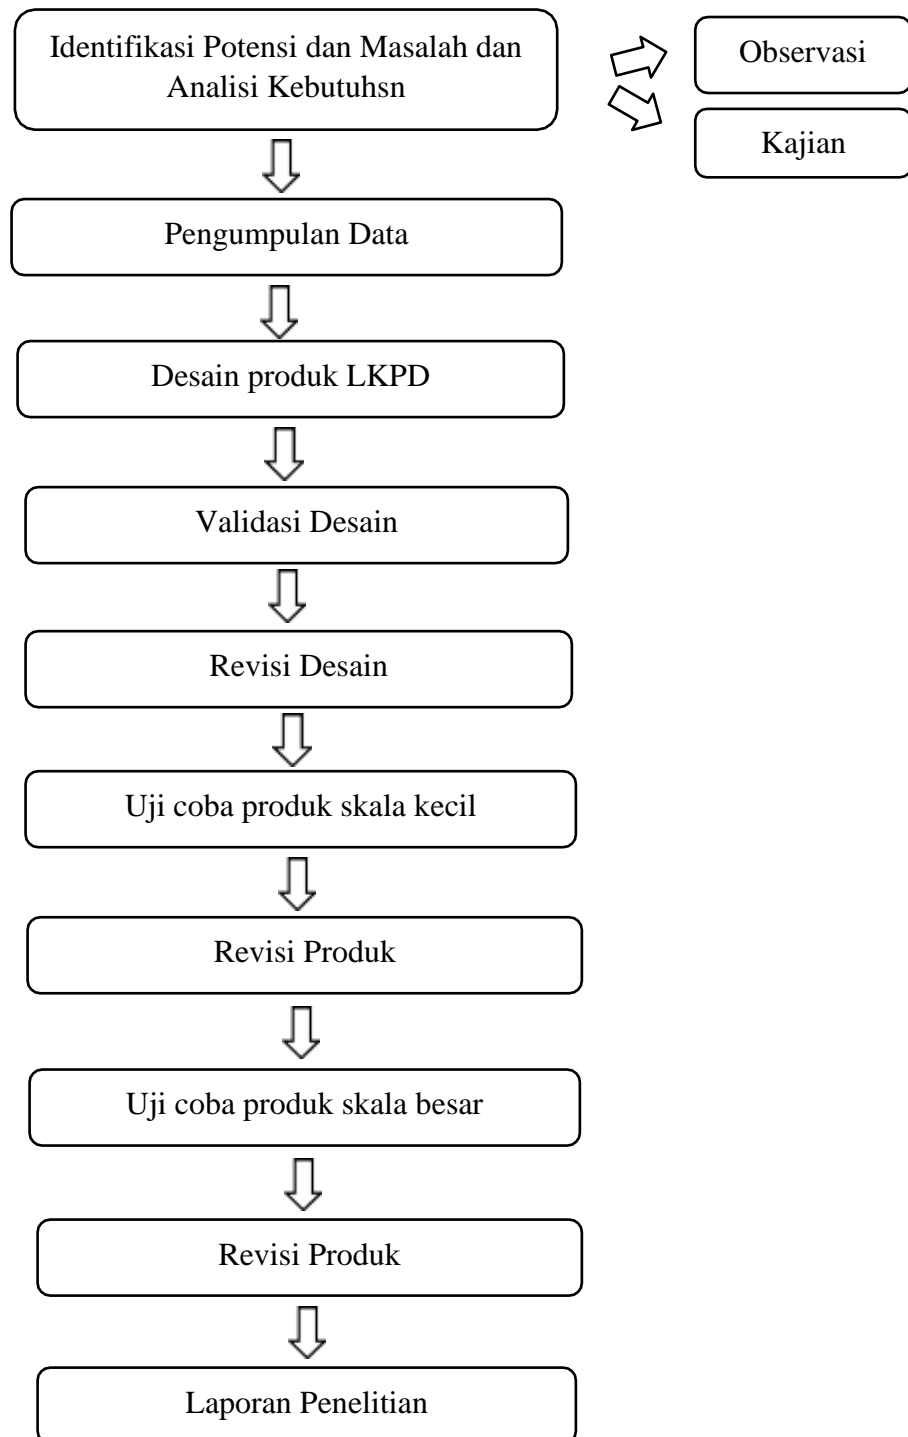 Identifikasi Potensi dan Masalah dan
Analisi Kebutuhsn
Observasi
Kajian
Pengumpulan Data
Desain produk LKPD
Validasi Desain
Revisi Desain
Uji coba produk skala kecil
Revisi Produk
Uji coba produk skala besar
Revisi Produk
Laporan Penelitian